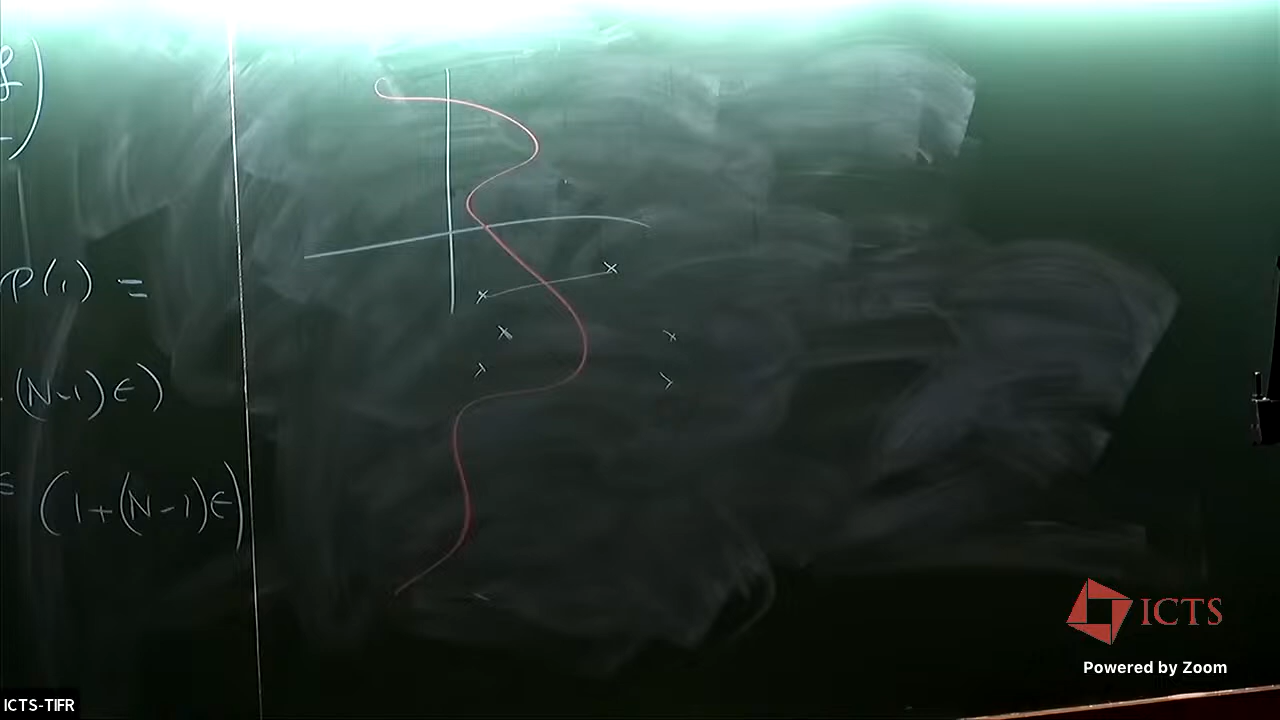 P(1) =
(N-1)ϵ)
(1+(N-1)ϵ)
ICTS
Powered by Zoom
ICTS-TIFR